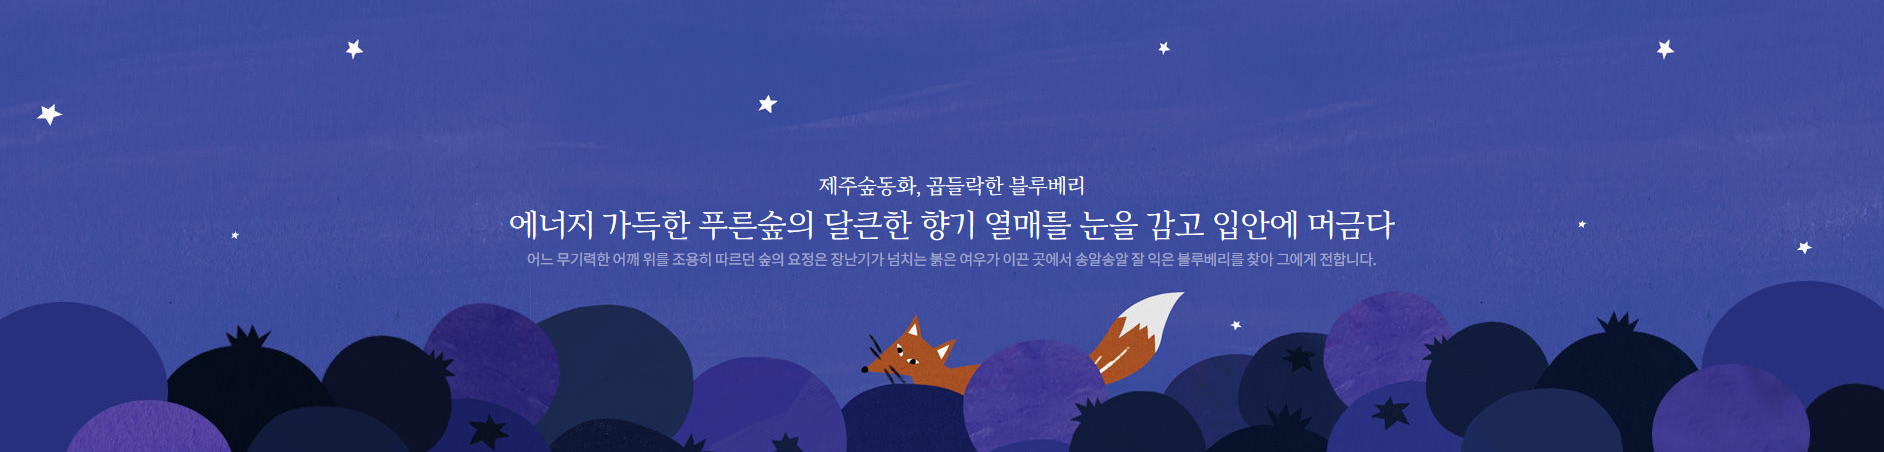 제주숲동화, 곱들락한 블루베리
에너지 가득한 푸른숲의 달큰한 향기 열매를 눈을 감고 입안에 머금다
어느 무기력한 어깨 위를 조용히 따르던 숲의 요정은 장난기가 넘치는 붉은 여우가 이끈 곳에서 송알송알 잘 익은 블루베리를 찾아 그에게 전합니다.